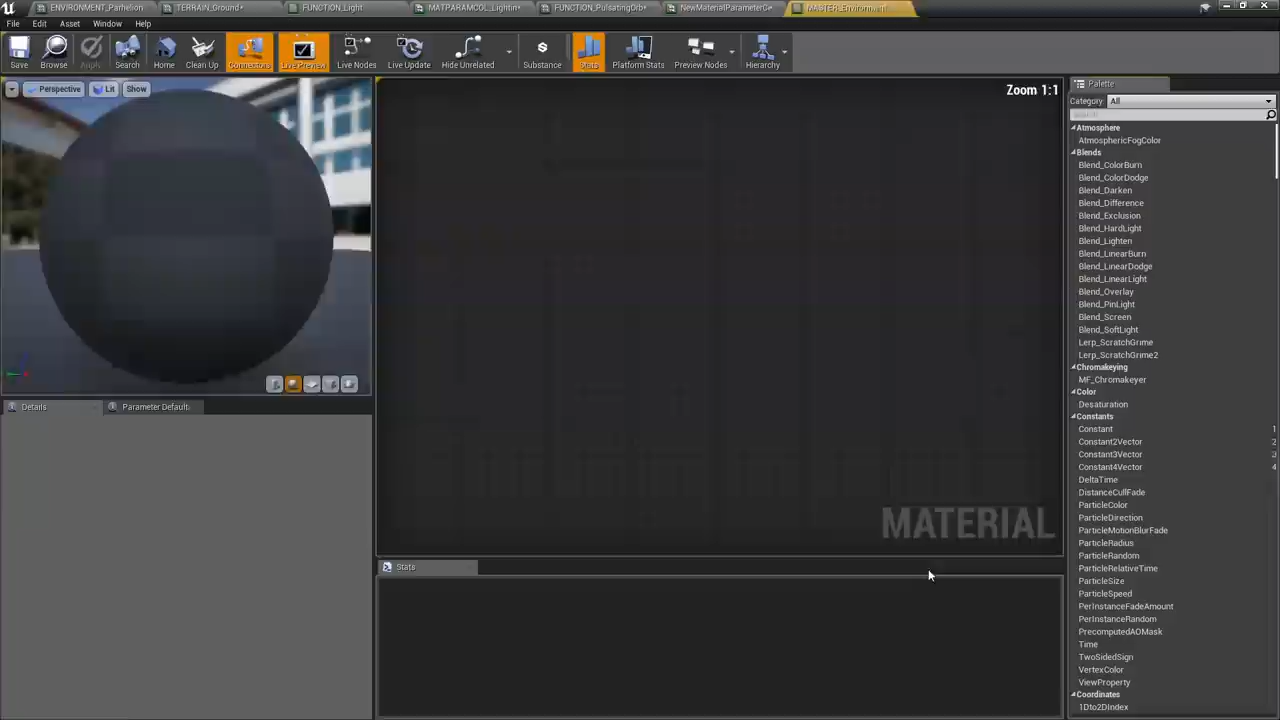 ENVIRONMENT_Parhelion
TERRAIN_Ground*
FUNCTION_Light
MATPARAMCOL_Lightin*
FUNCTION_PulsatingOrb*
NewMaterialParameterCo*
MASTER_Environment*
File Edit Asset Window Help
Save Browse Apply Search Home Clean Up Connectors Live Preview Live Nodes Live Update Hide Unrelated Substance Stats Platform Stats Preview Nodes Hierarchy
Perspective Lit Show
Zoom 1:1
MATERIAL
Details Parameter Default
Stats
Palette
Category: All
Atmosphere
AtmosphericFogColor
Blends
Blend_ColorBurn
Blend_ColorDodge
Blend_Darken
Blend_Difference
Blend_Exclusion
Blend_HardLight
Blend_Lighten
Blend_LinearBurn
Blend_LinearDodge
Blend_LinearLight
Blend_Overlay
Blend_PinLight
Blend_Screen
Blend_SoftLight
Lerp_ScratchGrime
Lerp_ScratchGrime2
Chromakeying
MF_Chromakeyer
Color
Desaturation
Constants
Constant 1
Constant2Vector 2
Constant3Vector 3
Constant4Vector 4
DeltaTime
DistanceCullFade
ParticleColor
ParticleDirection
ParticleMotionBlurFade
ParticleRadius
ParticleRandom
ParticleRelativeTime
ParticleSize
ParticleSpeed
PerInstanceFadeAmount
PerInstanceRandom
PrecomputedAOMask
Time
TwoSidedSign
VertexColor
ViewProperty
Coordinates
1Dto2DIndex